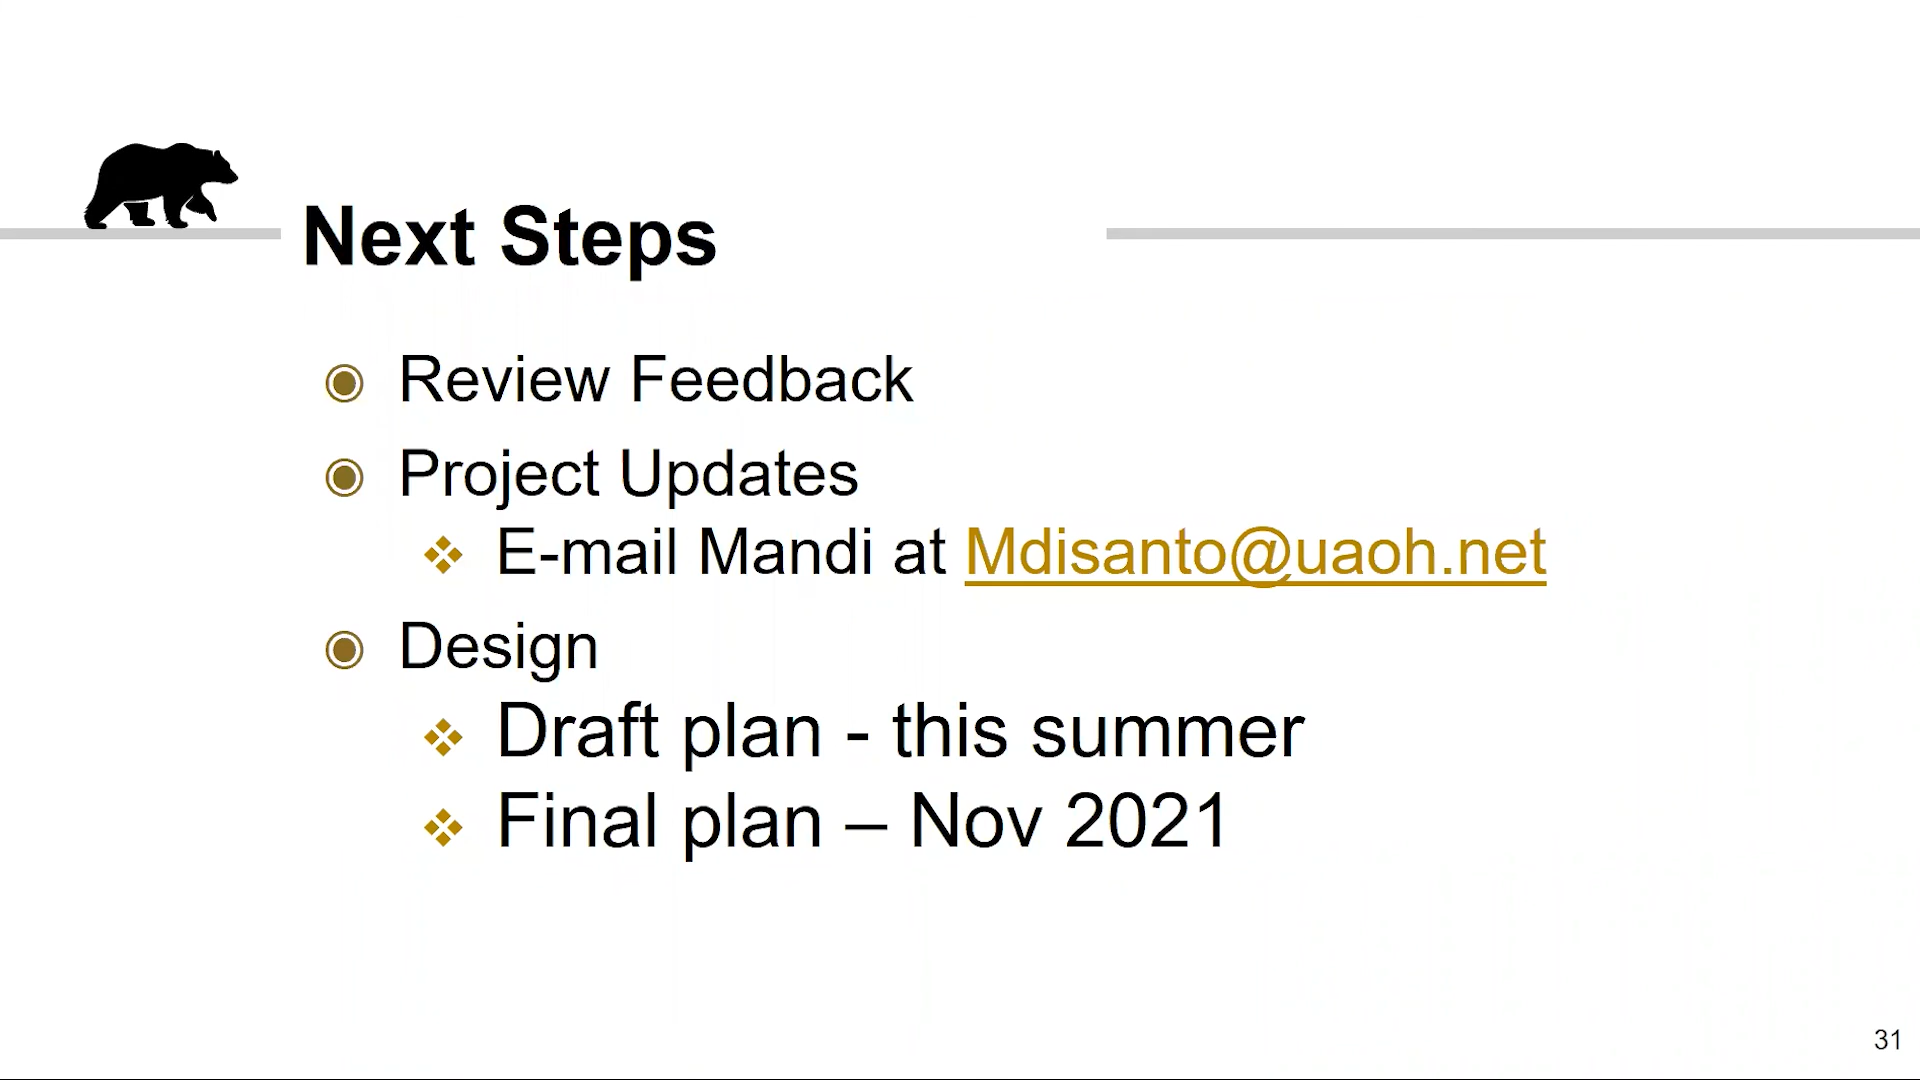 Next Steps
Review Feedback
Project Updates
E-mail Mandi at Mdisanto@uaoh.net
Design
Draft plan - this summer
Final plan – Nov 2021
31